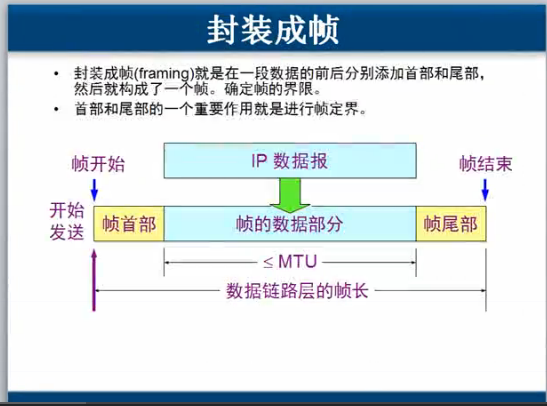 封装成帧
• 封装成帧(framing)就是在一段数据的前后分别添加首部和尾部，
然后就构成了一个帧。确定帧的界限。
• 首部和尾部的一个重要作用就是进行帧定界。
IP 数据报
帧开始
帧结束
开始
发送
帧首部
帧的数据部分
帧尾部
≤ MTU
数据链路层的帧长